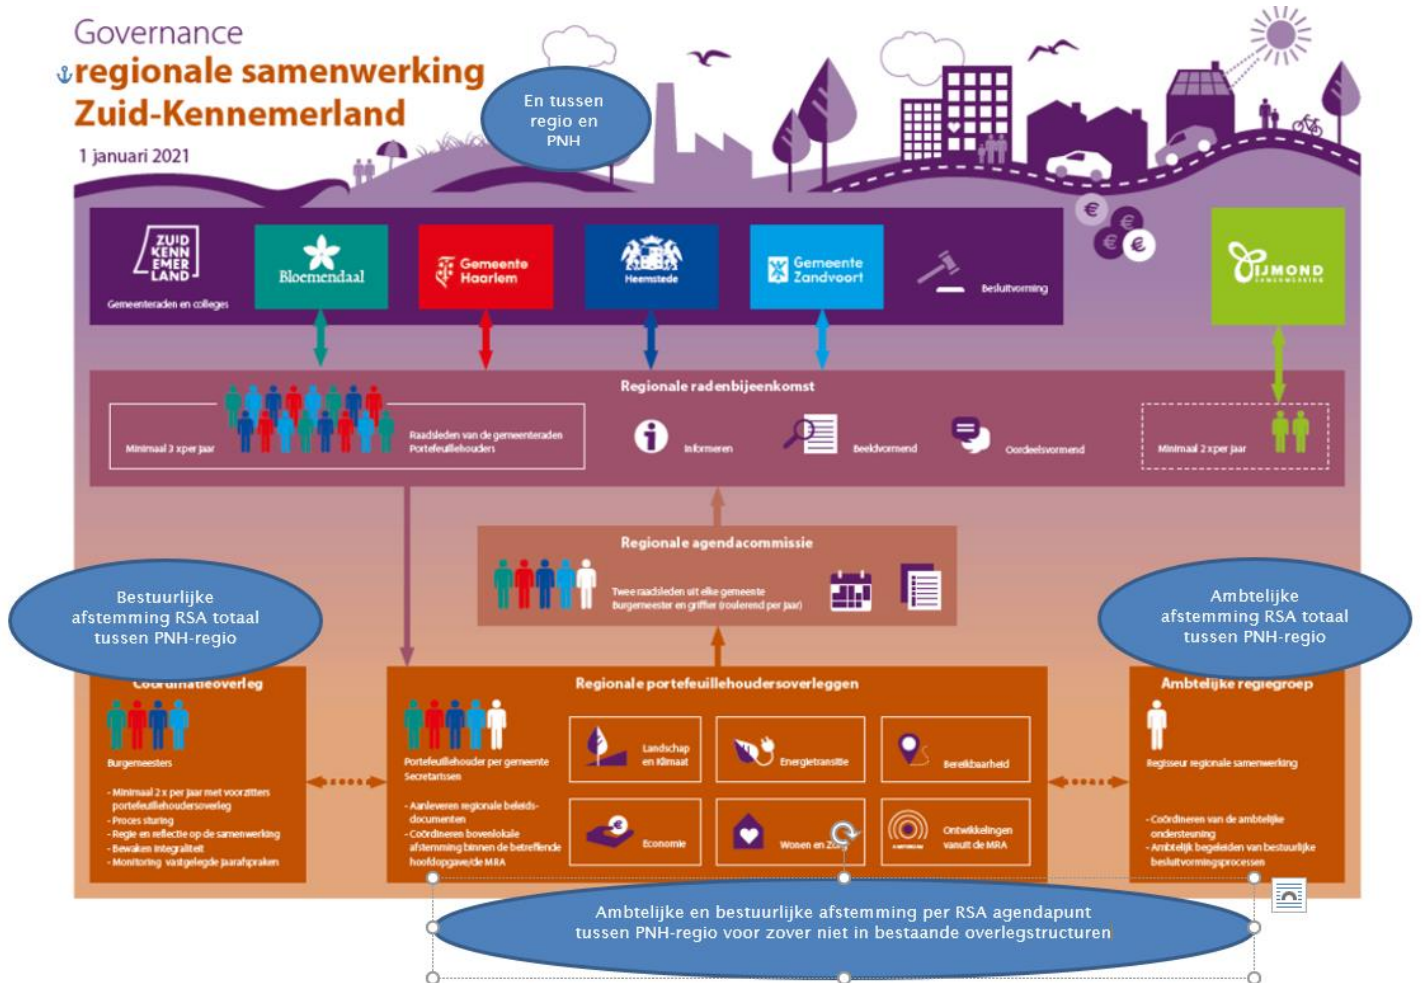 Governance
regionale samenwerking
Zuid-Kennemerland
1 januari 2021
En tussen
regio en
PNH
ZUID
KENN
EMER
LAND
Gemeenteraden en colleges
Bloemendaal
Gemeente
Haarlem
Heemstede
Gemeente
Zandvoort
Besluitvorming
IJMOND
SAMENWERKING
Regionale radenbijeenkomst
Minimaal 3 x per jaar
Raadsleden van de gemeenteraden
Portefeuillehouders
Informeren
Beeldvormend
Oordeelsvormend
Minimaal 2 x per jaar
Regionale agendacommissie
Twee raadsleden uit elke gemeente
Burgemeester en griffier (roulerend per jaar)
Bestuurlijke
afstemming RSA totaal
tussen PNH-regio
Ambtelijke
afstemming RSA totaal
tussen PNH-regio
Coördinatieoverleg
Burgemeesters
- Minimaal 2 x per jaar met voorzitters
portefeuillehoudersoverleg
- Proces sturing
- Regie en reflectie op de samenwerking
- Bewaken integraliteit
- Monitoring vastgelegde jaarafspraken
Regionale portefeuillehoudersoverleggen
Portefeuillehouder per gemeente
Secretarissen
- Aanleveren regionale beleids-
documenten
- Coördineren bovenlokale
afstemming binnen de betreffende
hoofdopgave/de MRA
Landschap
en Klimaat
Energietransitie
Bereikbaarheid
Economie
Wonen en Zorg
Ontwikkelingen
vanuit de MRA
Ambtelijke regiegroep
Regisseur regionale samenwerking
- Coördineren van de ambtelijke
ondersteuning
- Ambtelijk begeleiden van bestuurlijke
besluitvormingsprocessen
Ambtelijke en bestuurlijke afstemming per RSA agendapunt
tussen PNH-regio voor zover niet in bestaande overlegstructuren